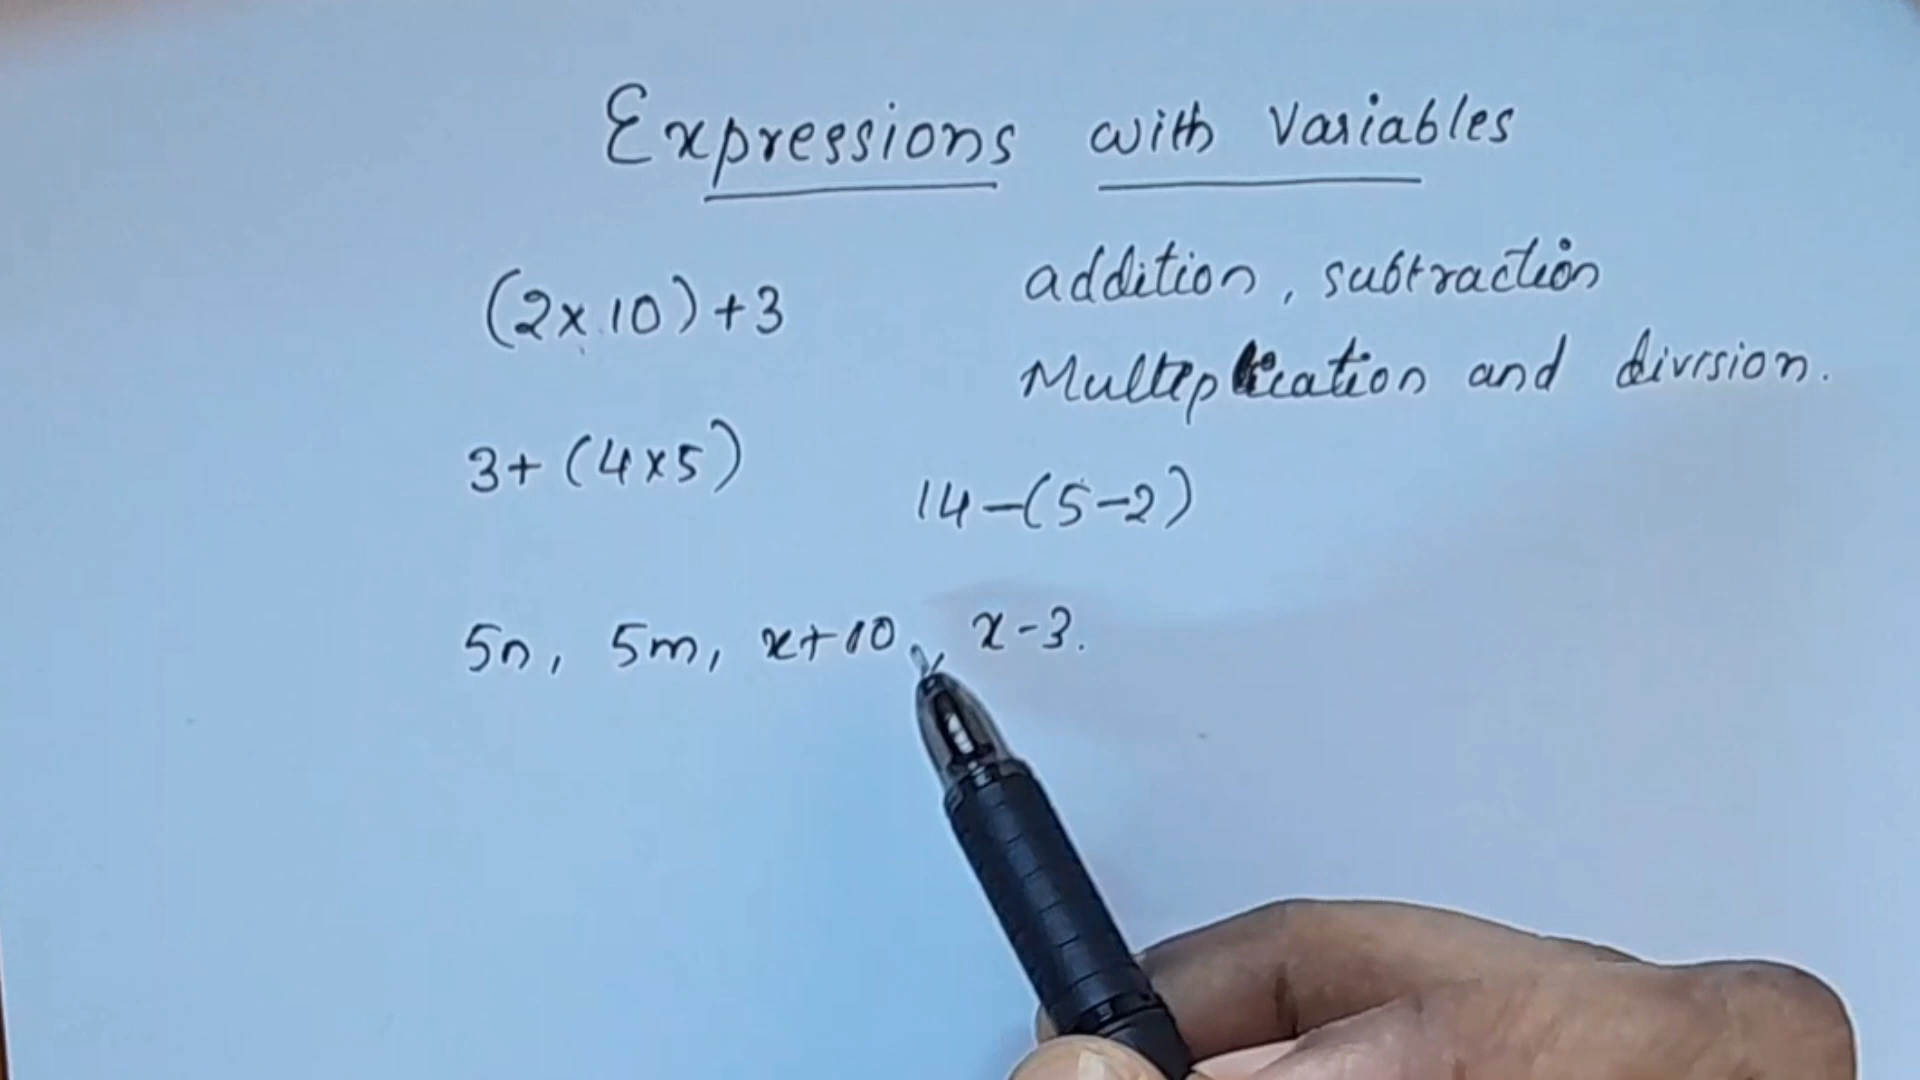 Expressions with Variables
(2x10)+3
addition, subtraction
Multiplication and division.
3+(4x5)
14-(5-2)
5n, 5m, x+10, x-3.